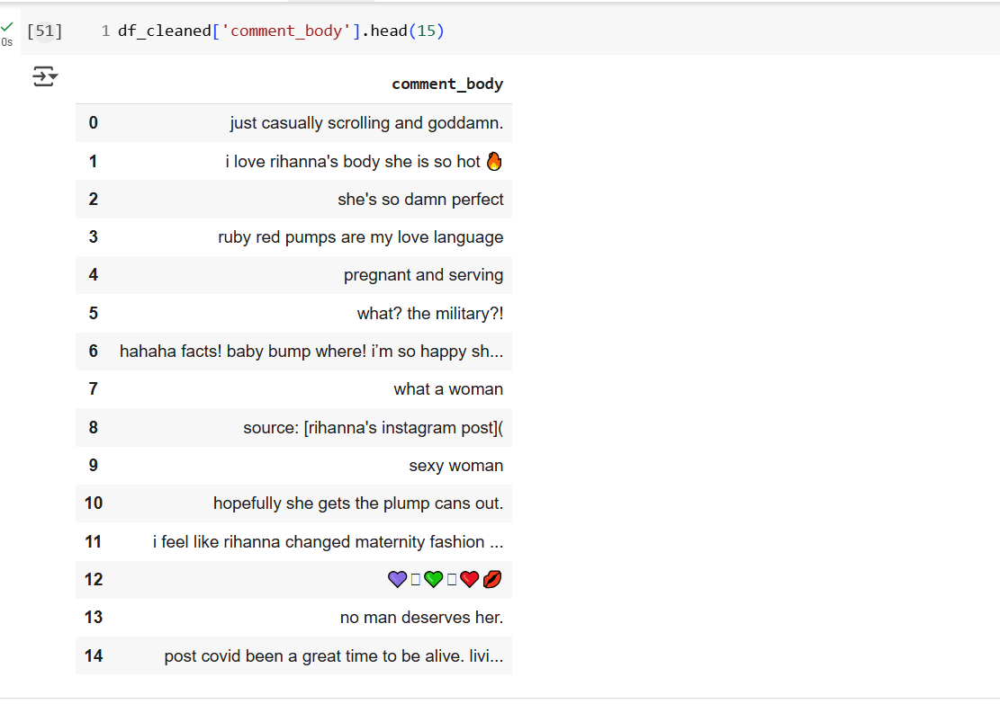 [51] 1 df_cleaned['comment_body'].head(15)
0s
comment_body
0 just casually scrolling and goddamn.
1 i love rihanna's body she is so hot 🔥
2 she's so damn perfect
3 ruby red pumps are my love language
4 pregnant and serving
5 what? the military?!
6 hahaha facts! baby bump where! i’m so happy sh...
7 what a woman
8 source: [rihanna's instagram post](
9 sexy woman
10 hopefully she gets the plump cans out.
11 i feel like rihanna changed maternity fashion ...
12 💜▯💚▯❤️💋
13 no man deserves her.
14 post covid been a great time to be alive. livi...